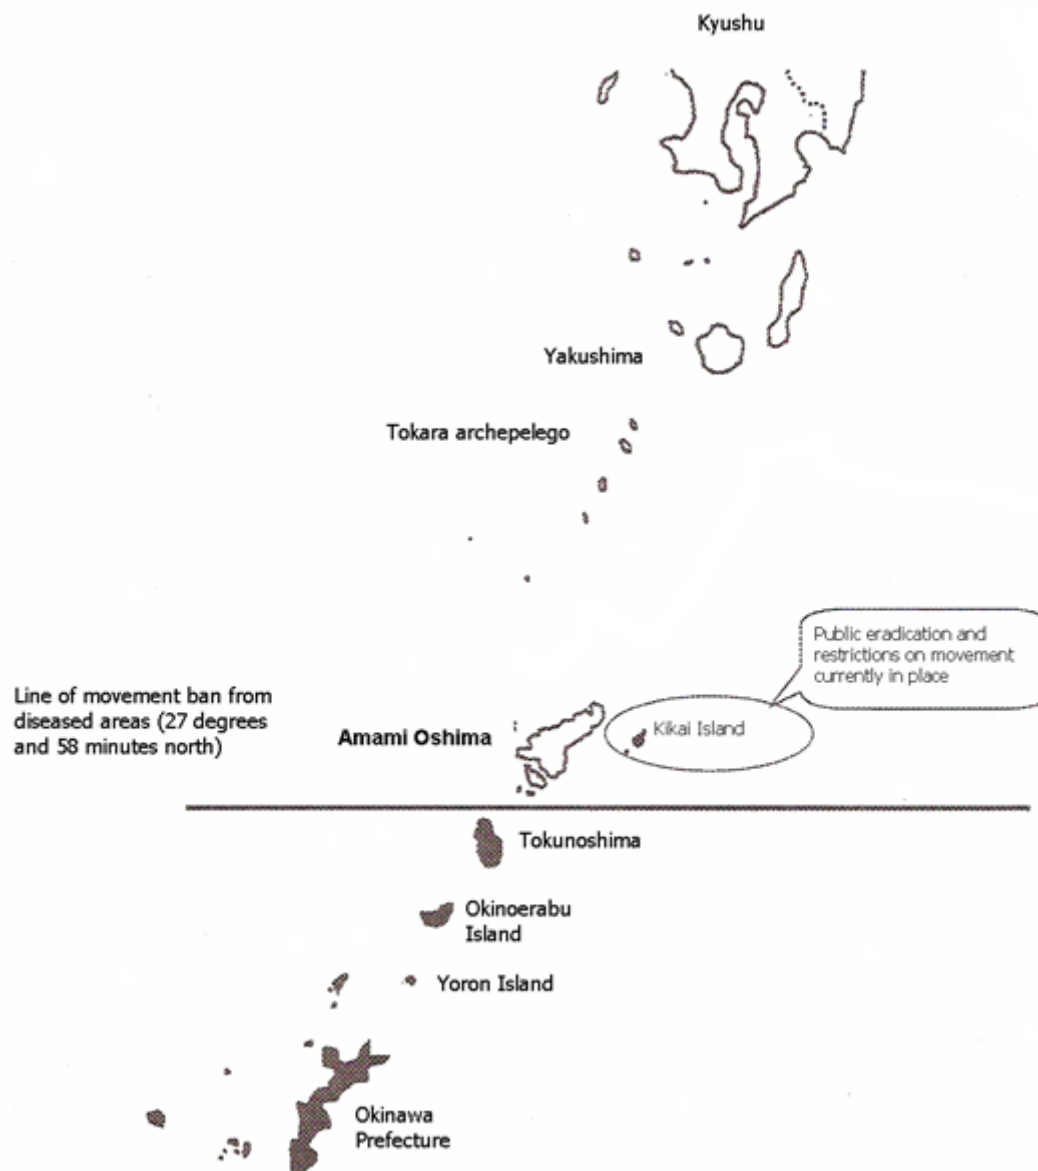 Kyushu
Yakushima
Tokara archepelego
Public eradication and
restrictions on movement
currently in place
Line of movement ban from
diseased areas (27 degrees
and 58 minutes north)
Amami Oshima
Kikai Island
Tokunoshima
Okinoerabu
Island
Yoron Island
Okinawa
Prefecture